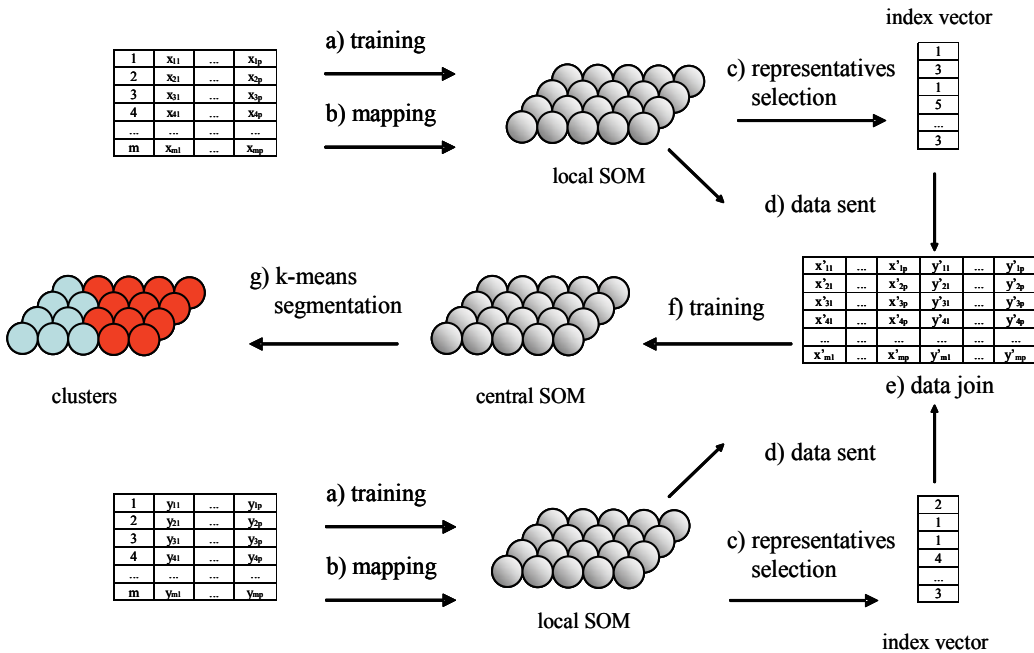 index vector
a) training
1 x11 ... x1p
2 x21 ... x2p
3 x31 ... x3p
4 x41 ... x4p
... ... ... ...
m xm1 ... xmp
b) mapping
local SOM
c) representatives
selection
1
3
1
5
...
3
d) data sent
x'11 ... x'1p y'11 ... y'1p
x'21 ... x'2p y'21 ... y'2p
x'31 ... x'3p y'31 ... y'3p
x'41 ... x'4p y'41 ... y'4p
... ... ... ... ... ...
x'm1 ... x'mp y'm1 ... y'mp
e) data join
f) training
central SOM
g) k-means
segmentation
clusters
d) data sent
a) training
1 y11 ... y1p
2 y21 ... y2p
3 y31 ... y3p
4 y41 ... y4p
... ... ... ...
m ym1 ... ymp
b) mapping
local SOM
c) representatives
selection
2
1
1
4
...
3
index vector